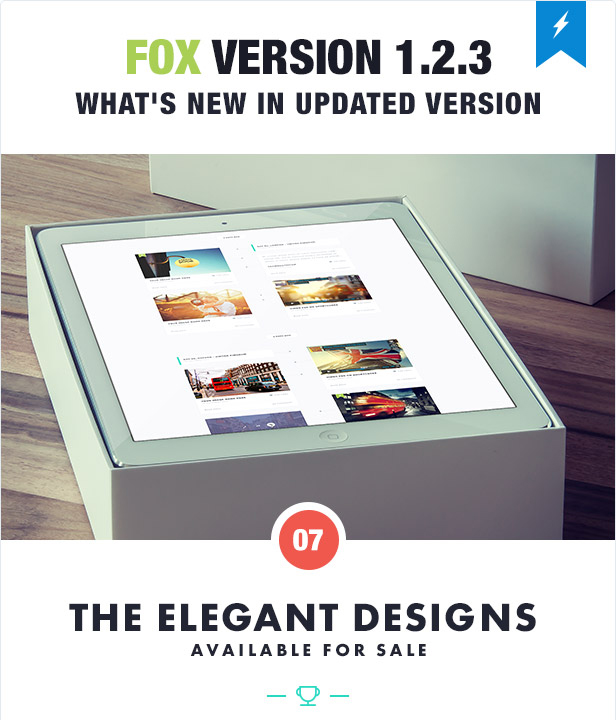 FOX VERSION 1.2.3
WHAT'S NEW IN UPDATED VERSION
07
THE ELEGANT DESIGNS
AVAILABLE FOR SALE